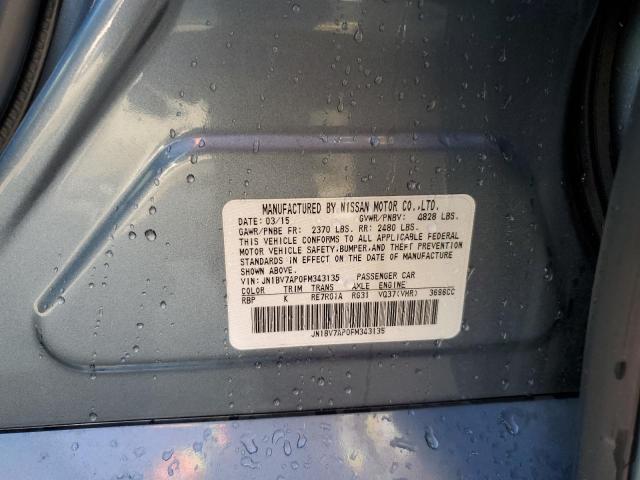 MANUFACTURED BY NISSAN MOTOR CO.,LTD.
DATE: 03/15 GVWR/PNBV: 4828 LBS.
GAWR/PNBE FR: 2370 LBS. RR: 2480 LBS.
THIS VEHICLE CONFORMS TO ALL APPLICABLE FEDERAL
MOTOR VEHICLE SAFETY,BUMPER,AND THEFT PREVENTION
STANDARDS IN EFFECT ON THE DATE OF MANUFACTURE
SHOWN ABOVE.
VIN: JN1BV7AP0FM343135 PASSENGER CAR
COLOR TRIM TRANS AXLE ENGINE
RBP K RE7R01A RG31 VQ37(VHR) 3696CC
JN1BV7AP0FM343135